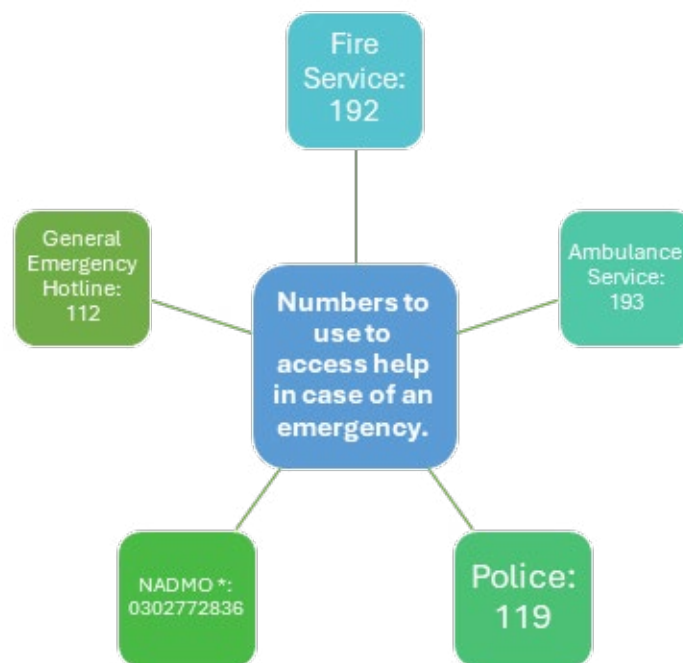 Fire
Service:
192
General
Emergency
Hotline:
112
Ambulance
Service:
193
Numbers to
use to
access help
in case of an
emergency.
NADMO *:
0302772836
Police:
119